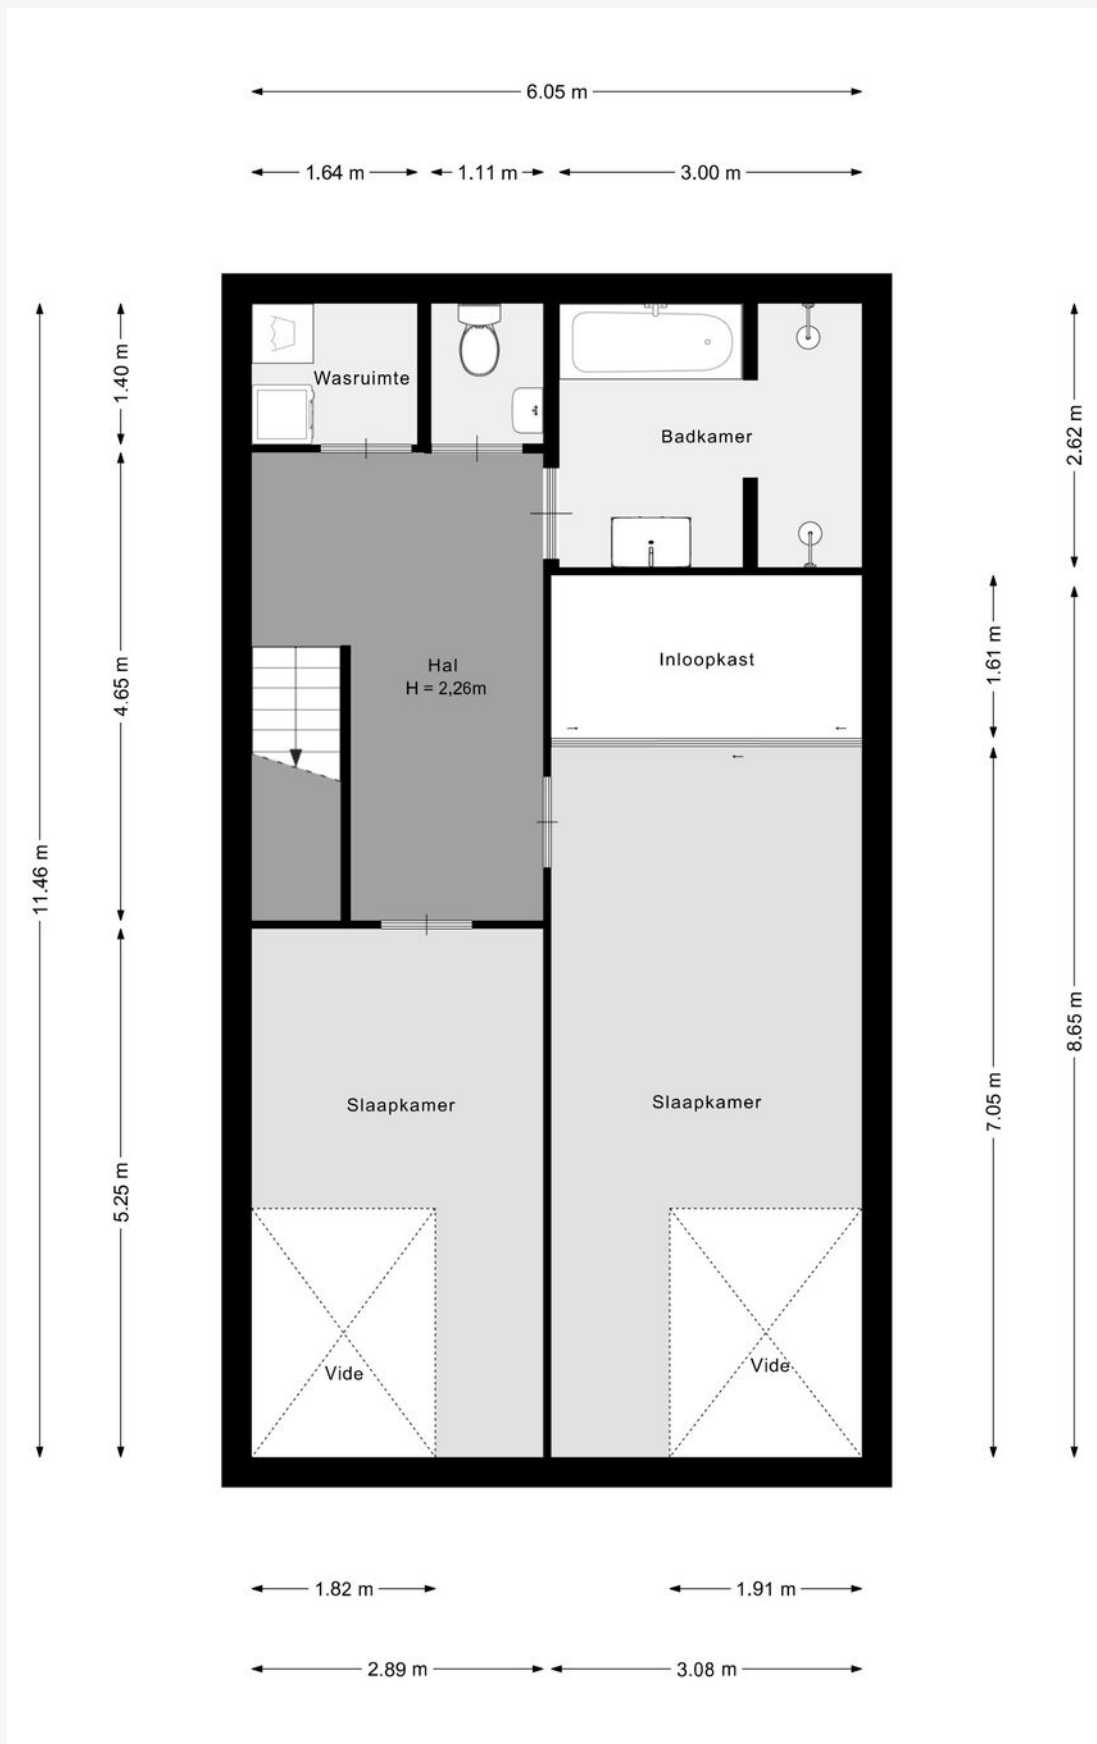 6.05 m
1.64 m
1.11 m
3.00 m
1.40 m
Wasruimte
Badkamer
2.62 m
Hal
H = 2,26m
Inloopkast
1.61 m
4.65 m
11.46 m
8.65 m
Slaapkamer
Slaapkamer
7.05 m
5.25 m
Vide
Vide
1.82 m
1.91 m
2.89 m
3.08 m